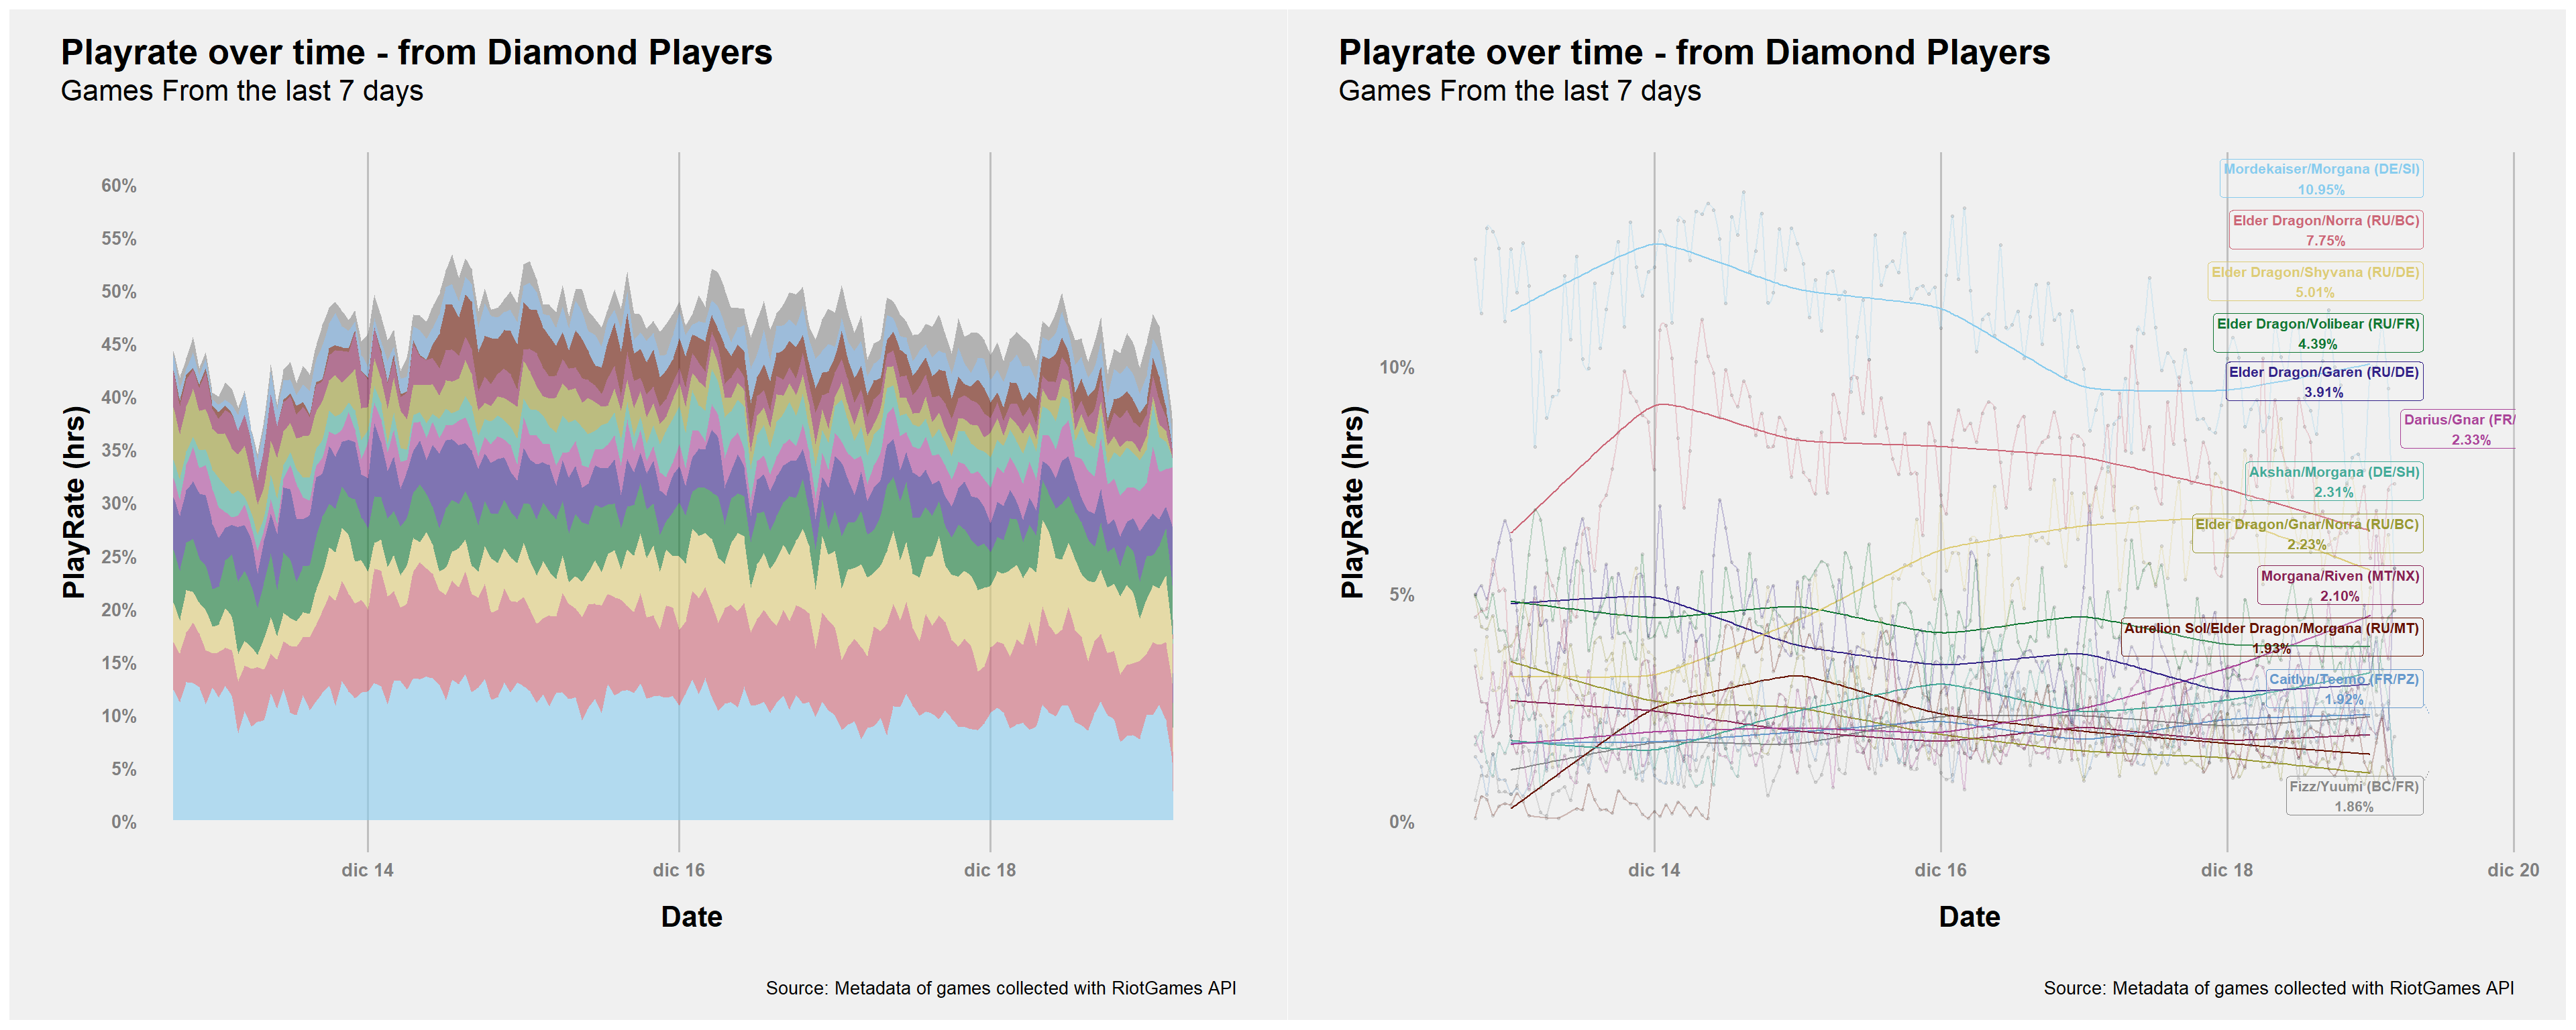 Playrate over time - from Diamond Players
Games From the last 7 days
60%
55%
50%
45%
40%
35%
30%
25%
20%
15%
10%
5%
0%
PlayRate (hrs)
dic 14
dic 16
dic 18
Date
Source: Metadata of games collected with RiotGames API
Playrate over time - from Diamond Players
Games From the last 7 days
10%
5%
0%
PlayRate (hrs)
Mordekaiser/Morgana (DE/SI)
10.95%
Elder Dragon/Norra (RU/BC)
7.75%
Elder Dragon/Shyvana (RU/DE)
5.01%
Elder Dragon/Volibear (RU/FR)
4.39%
Elder Dragon/Garen (RU/DE)
3.91%
Darius/Gnar (FR/
2.33%
Akshan/Morgana (DE/SH)
2.31%
Elder Dragon/Gnar/Norra (RU/BC)
2.23%
Morgana/Riven (MT/NX)
2.10%
Aurelion Sol/Elder Dragon/Morgana (RU/MT)
1.93%
Caitlyn/Teemo (FR/PZ)
1.92%
Fizz/Yuumi (BC/FR)
1.86%
dic 14
dic 16
dic 18
dic 20
Date
Source: Metadata of games collected with RiotGames API